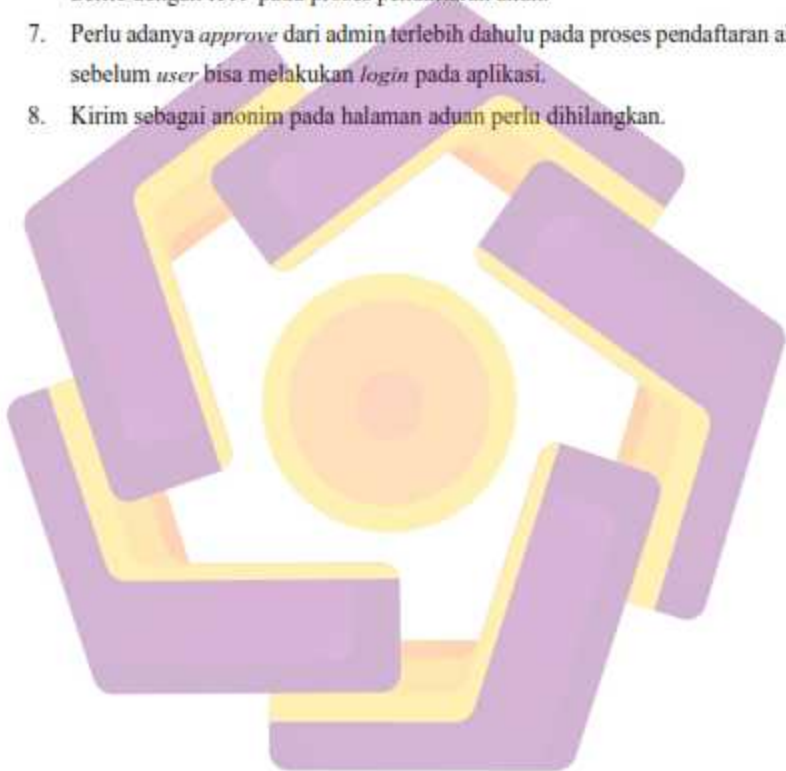 7. Perlu adanya approve dari admin terlebih dahulu pada proses pendaftaran
sebelum user bisa melakukan login pada aplikasi.
8. Kirim sebagai anonim pada halaman aduan perlu dihilangkan.